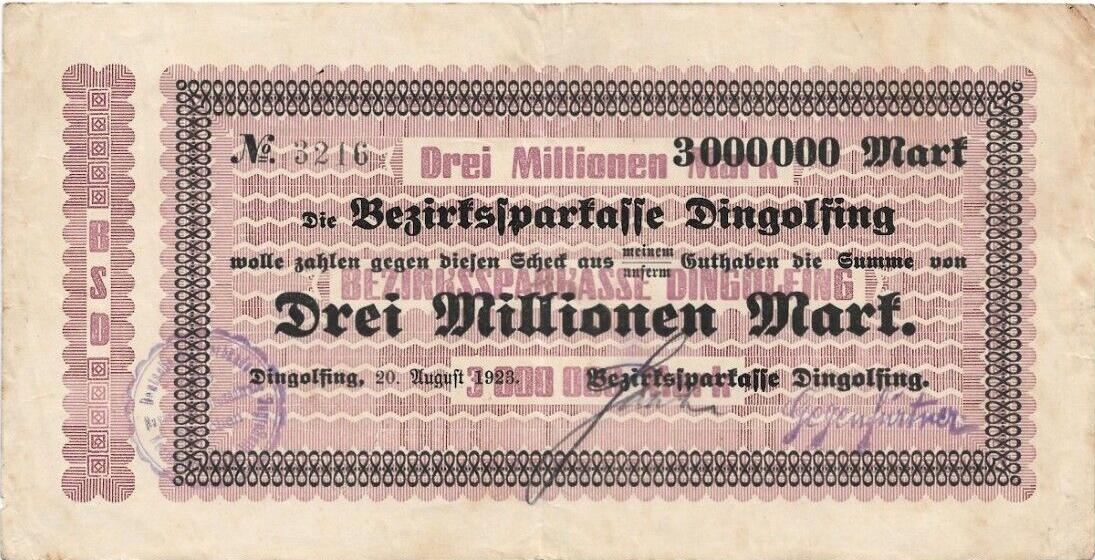 B S D
№. 3216
Drei Millionen Mark
3000000 Mark
Die Bezirkssparkasse Dingolfing
wolle zahlen gegen diesen Scheck aus meinem Guthaben die Summe von
unserm
BEZIRKSSPARKASSE DINGOLFING
Drei Millionen Mark.
Dingolfing, 20. August 1923.
Bezirkssparkasse Dingolfing.